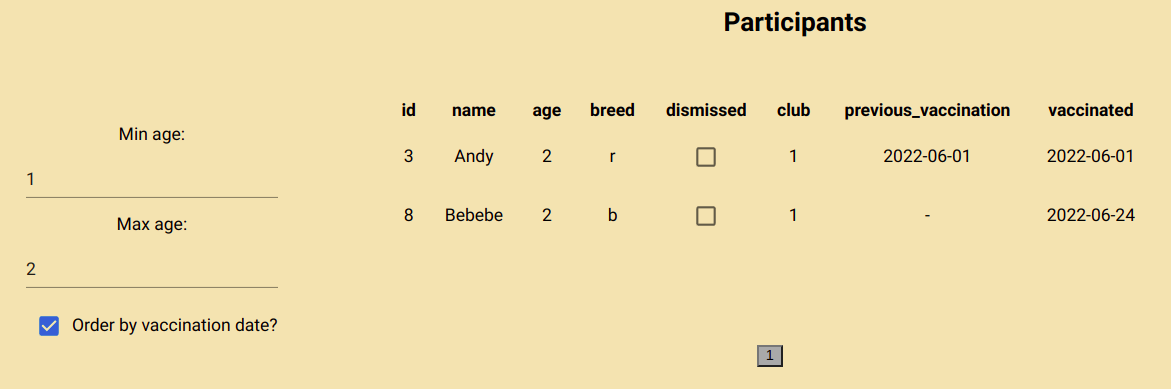 Participants
Min age:
1
Max age:
2
Order by vaccination date?
id name age breed dismissed club previous_vaccination vaccinated
3 Andy 2 r 1 2022-06-01 2022-06-01
8 Bebebe 2 b 1 - 2022-06-24
1